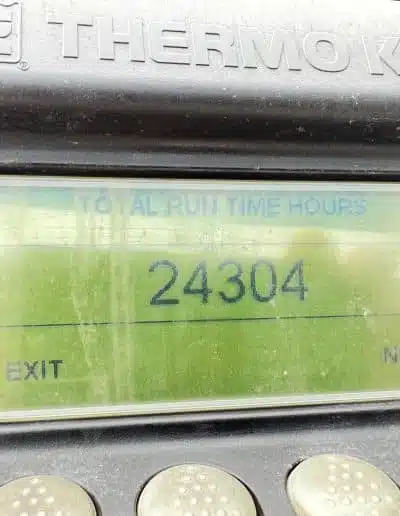 THERMO K
TOTAL RUN TIME HOURS
24304
EXIT N